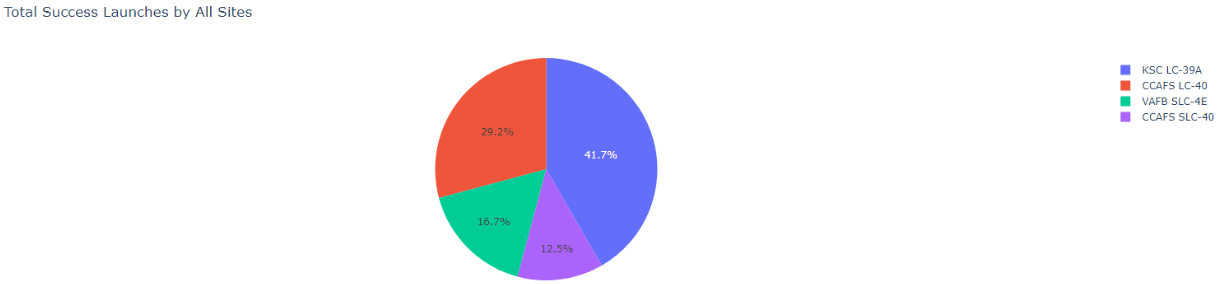 Total Success Launches by All Sites
KSC LC-39A
CCAFS LC-40
VAFB SLC-4E
CCAFS SLC-40
29.2%
41.7%
16.7%
12.5%